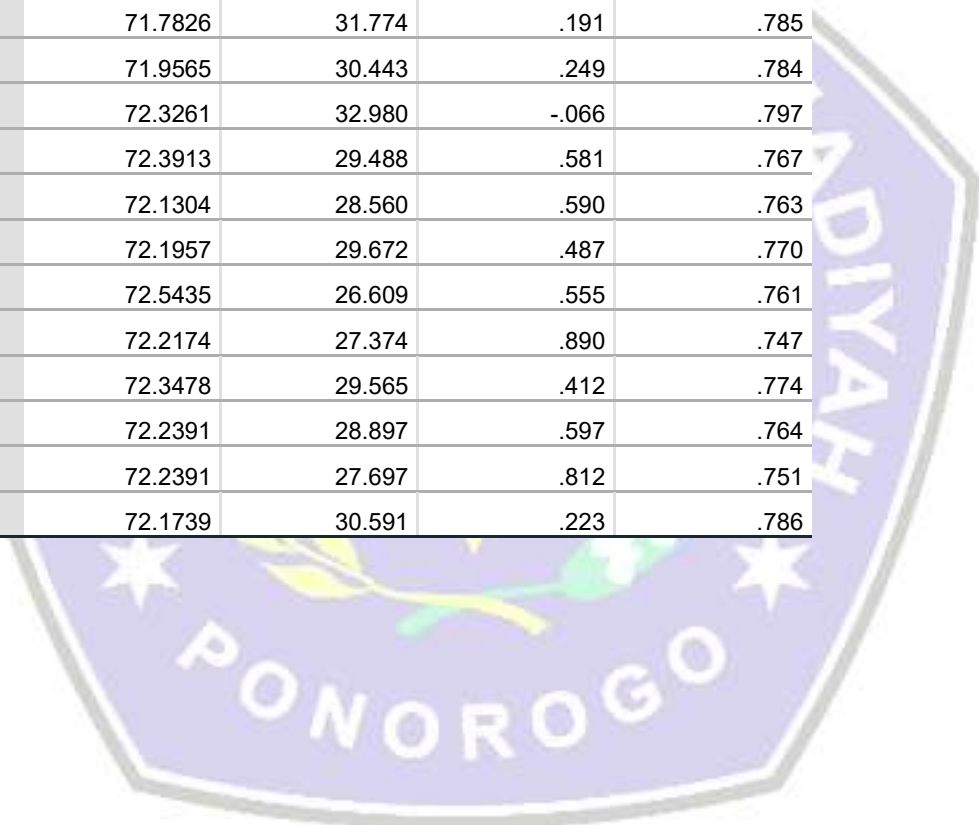 71.7826 31.774 .191 .785
71.9565 30.443 .249 .784
72.3261 32.980 -.066 .797
72.3913 29.488 .581 .767
72.1304 28.560 .590 .763
72.1957 29.672 .487 .770
72.5435 26.609 .555 .761
72.2174 27.374 .890 .747
72.3478 29.565 .412 .774
72.2391 28.897 .597 .764
72.2391 27.697 .812 .751
72.1739 30.591 .223 .786
ADIYAH
PONOROGO